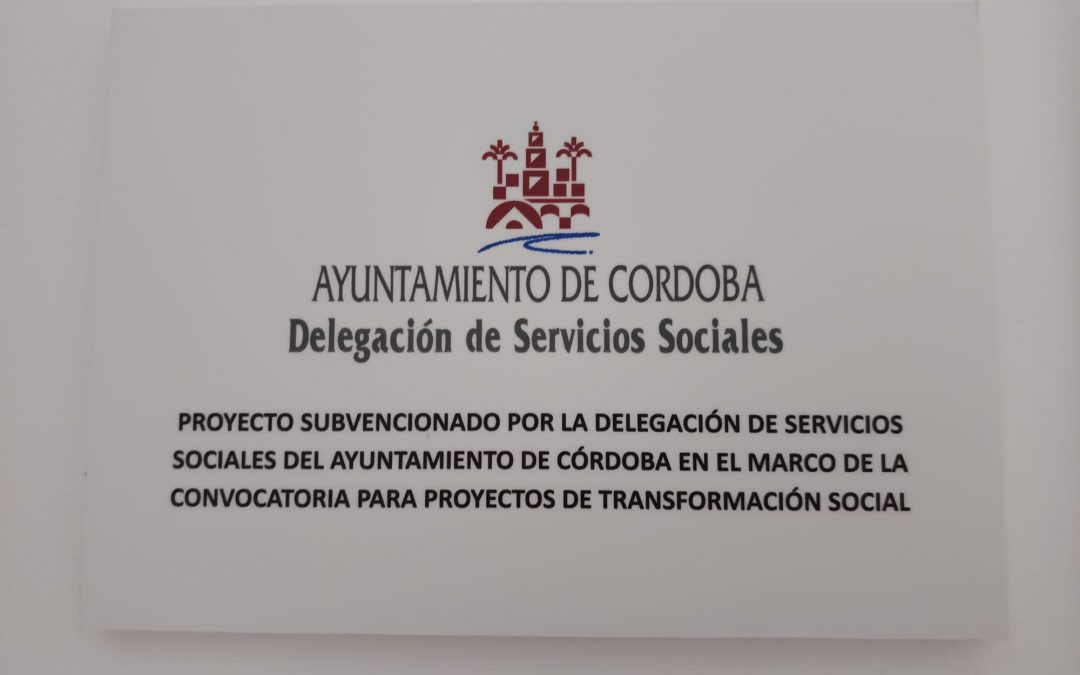 AYUNTAMIENTO DE CORDOBA
Delegación de Servicios Sociales
PROYECTO SUBVENCIONADO POR LA DELEGACIÓN DE SERVICIOS
SOCIALES DEL AYUNTAMIENTO DE CÓRDOBA EN EL MARCO DE LA
CONVOCATORIA PARA PROYECTOS DE TRANSFORMACIÓN SOCIAL